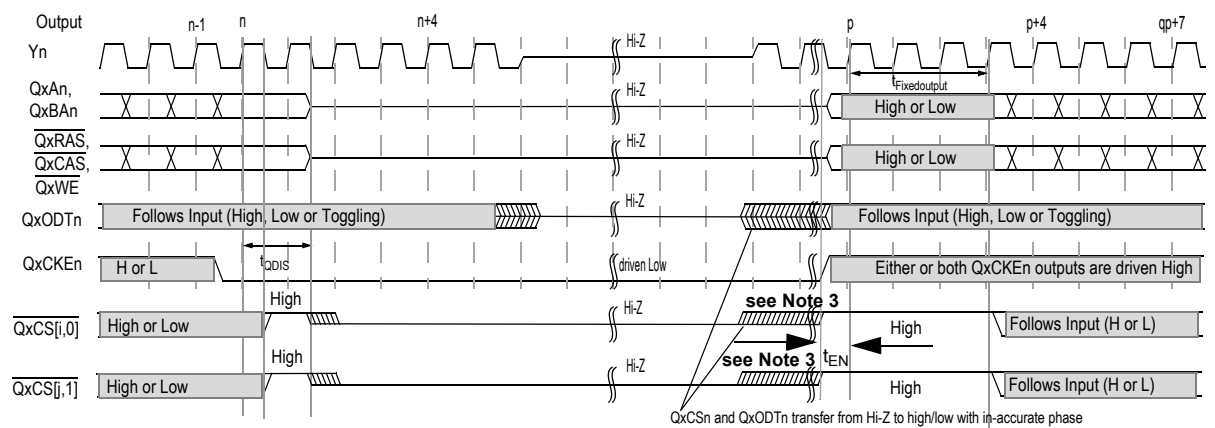 Output
n-1 n n+4 p p+4 qp+7
Yn
Hi-Z
tFixedoutput
QxAn,
QxBAn
Hi-Z
High or Low
QxRAS,
QxCAS,
QxWE
Hi-Z
High or Low
QxODTn
Follows Input (High, Low or Toggling)
Hi-Z
Follows Input (High, Low or Toggling)
tQDIS
QxCKEn
H or L
driven Low
Either or both QxCKEn outputs are driven High
QxCS[i,0]
High or Low
High
Hi-Z
see Note 3
High
Follows Input (H or L)
see Note 3
tEN
QxCS[j,1]
High or Low
High
Hi-Z
High
Follows Input (H or L)
QxCSn and QxODTn transfer from Hi-Z to high/low with in-accurate phase